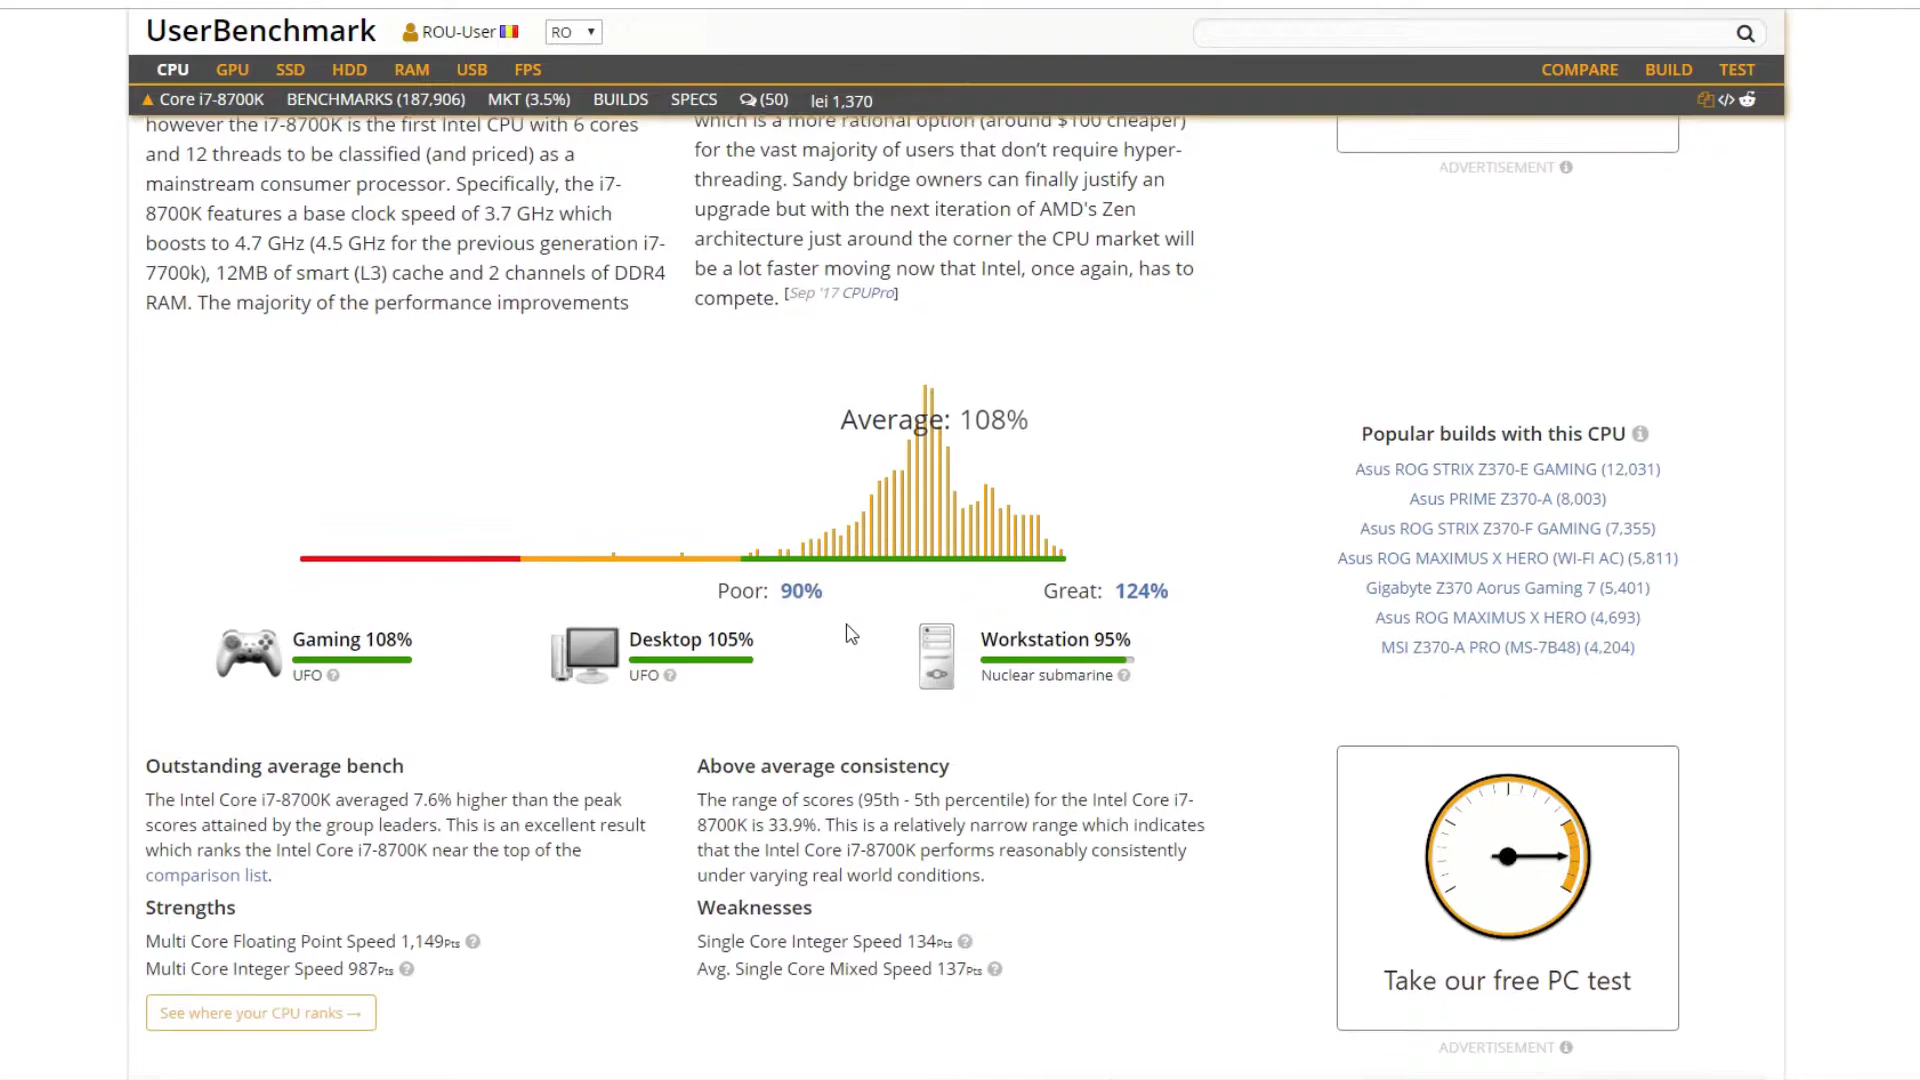 UserBenchmark ROU-User RO
CPU GPU SSD HDD RAM USB FPS COMPARE BUILD TEST
Core i7-8700K BENCHMARKS (187,906) MKT (3.5%) BUILDS SPECS (50) lei 1,370
however the i7-8700K is the first Intel CPU with 6 cores
and 12 threads to be classified (and priced) as a
mainstream consumer processor. Specifically, the i7-
8700K features a base clock speed of 3.7 GHz which
boosts to 4.7 GHz (4.5 GHz for the previous generation i7-
7700k), 12MB of smart (L3) cache and 2 channels of DDR4
RAM. The majority of the performance improvements
which is a more rational option (around $100 cheaper)
for the vast majority of users that don’t require hyper-
threading. Sandy bridge owners can finally justify an
upgrade but with the next iteration of AMD's Zen
architecture just around the corner the CPU market will
be a lot faster moving now that Intel, once again, has to
compete. [Sep '17 CPUPro]
ADVERTISEMENT
Average: 108%
Poor: 90% Great: 124%
Gaming 108%
UFO
Desktop 105%
UFO
Workstation 95%
Nuclear submarine
Popular builds with this CPU
Asus ROG STRIX Z370-E GAMING (12,031)
Asus PRIME Z370-A (8,003)
Asus ROG STRIX Z370-F GAMING (7,355)
Asus ROG MAXIMUS X HERO (WI-FI AC) (5,811)
Gigabyte Z370 Aorus Gaming 7 (5,401)
Asus ROG MAXIMUS X HERO (4,693)
MSI Z370-A PRO (MS-7B48) (4,204)
Outstanding average bench
The Intel Core i7-8700K averaged 7.6% higher than the peak
scores attained by the group leaders. This is an excellent result
which ranks the Intel Core i7-8700K near the top of the
comparison list.
Strengths
Multi Core Floating Point Speed 1,149Pts
Multi Core Integer Speed 987Pts
See where your CPU ranks →
Above average consistency
The range of scores (95th - 5th percentile) for the Intel Core i7-
8700K is 33.9%. This is a relatively narrow range which indicates
that the Intel Core i7-8700K performs reasonably consistently
under varying real world conditions.
Weaknesses
Single Core Integer Speed 134Pts
Avg. Single Core Mixed Speed 137Pts
Take our free PC test
ADVERTISEMENT